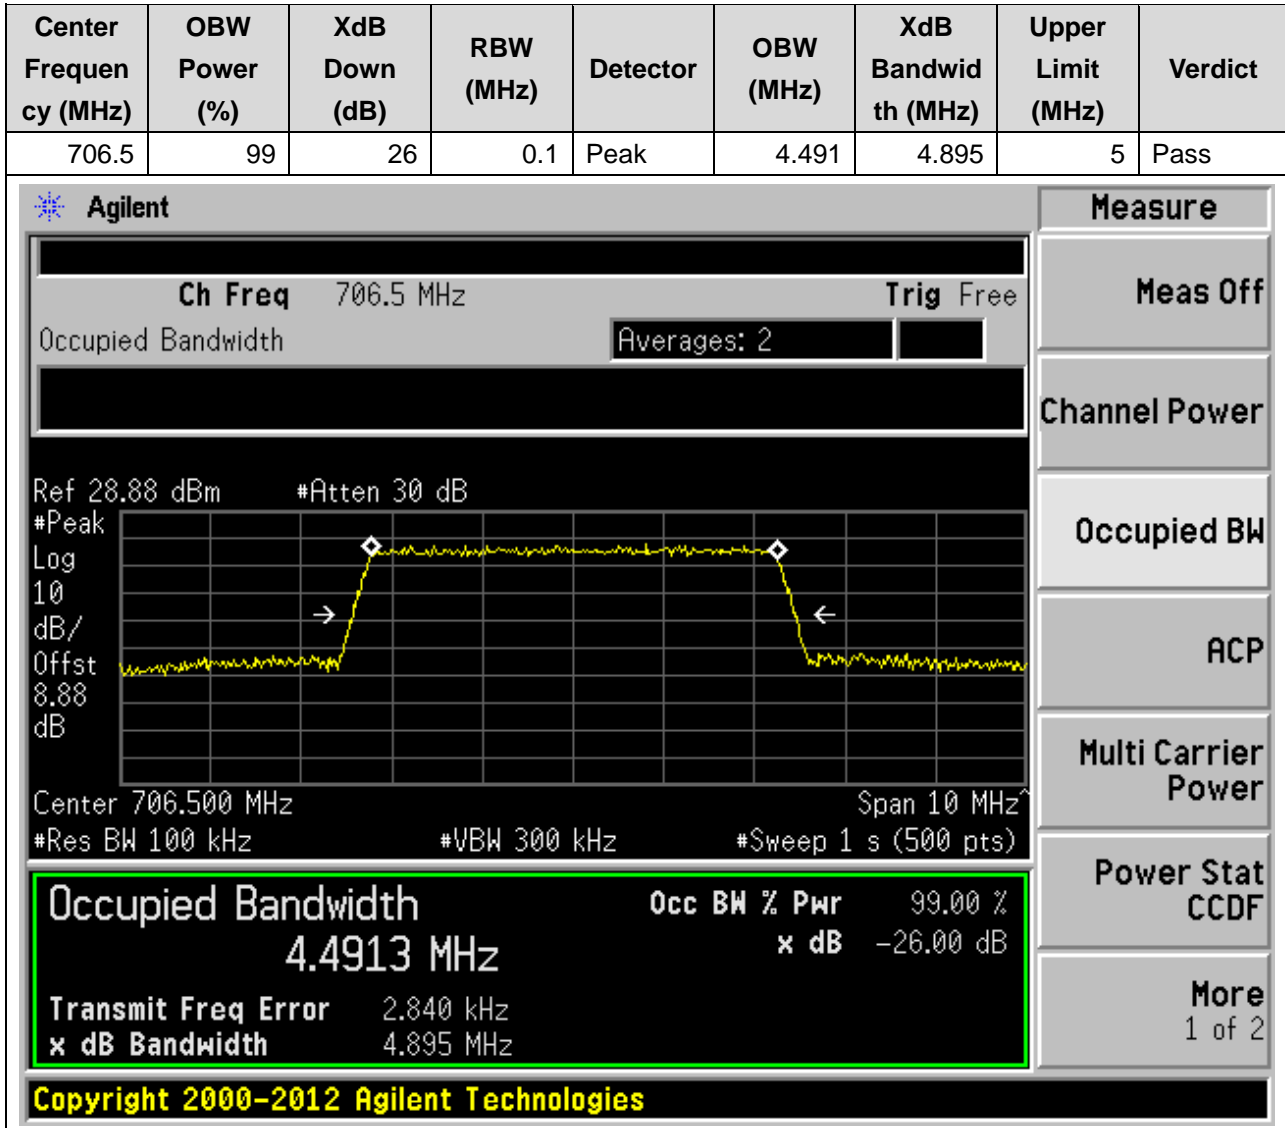 Center Frequen cy (MHz) OBW Power (%) XdB Down (dB) RBW (MHz) Detector OBW (MHz) XdB Bandwid th (MHz) Upper Limit (MHz) Verdict
706.5 99 26 0.1 Peak 4.491 4.895 5 Pass
Agilent
Measure
Ch Freq 706.5 MHz Trig Free
Occupied Bandwidth Averages: 2
Meas Off
Channel Power
Occupied BW
ACP
Multi Carrier
Power
Power Stat
CCDF
More
1 of 2
Ref 28.88 dBm #Atten 30 dB
#Peak
Log
10
dB/
Offst
8.88
dB
Center 706.500 MHz Span 10 MHz^
#Res BW 100 kHz #VBW 300 kHz #Sweep 1 s (500 pts)
Occupied Bandwidth Occ BW % Pwr 99.00 %
4.4913 MHz x dB -26.00 dB
Transmit Freq Error 2.840 kHz
x dB Bandwidth 4.895 MHz
Copyright 2000-2012 Agilent Technologies